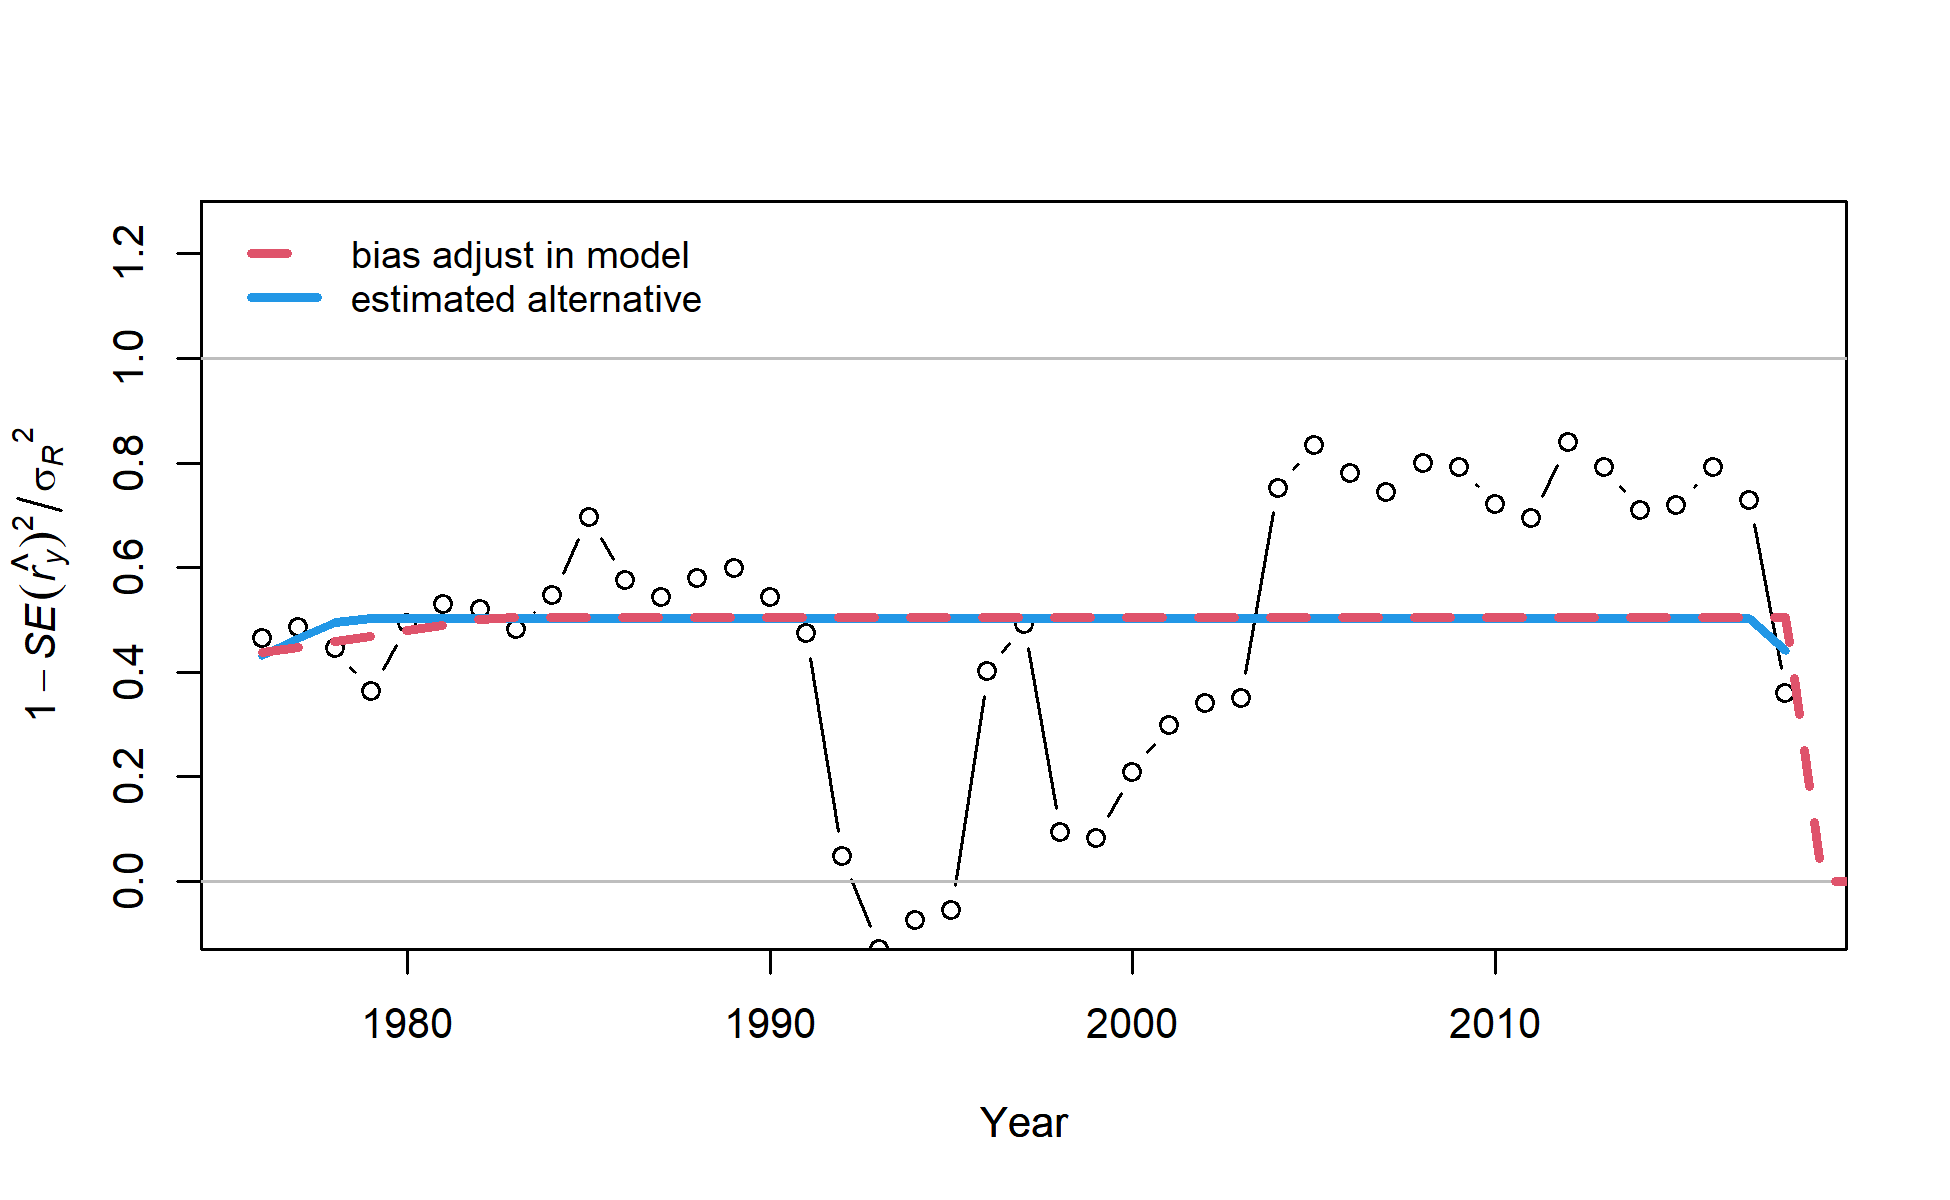 bias adjust in model
estimated alternative
1 − SE(r̂y)² / σR²
1.2
1.0
0.8
0.6
0.4
0.2
0.0
1980 1990 2000 2010
Year